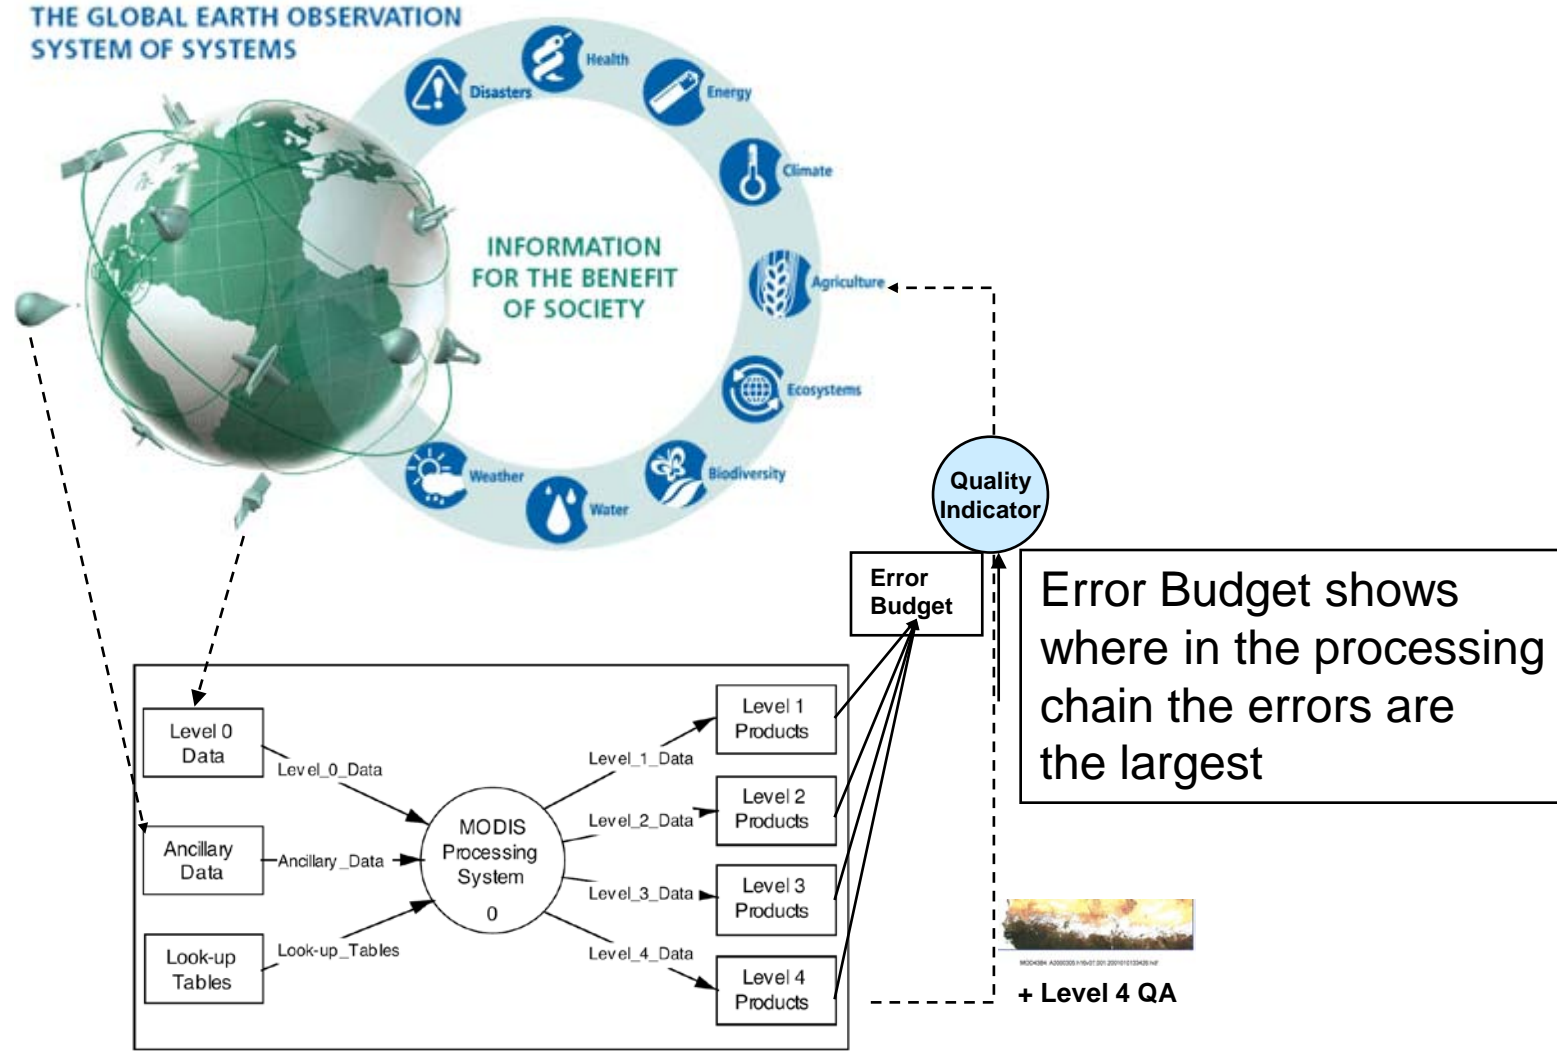 THE GLOBAL EARTH OBSERVATION
SYSTEM OF SYSTEMS
Health
Disasters
Energy
Climate
INFORMATION
FOR THE BENEFIT
OF SOCIETY
Agriculture
Ecosystems
Weather
Biodiversity
Water
Quality
Indicator
Error
Budget
Error Budget shows
where in the processing
chain the errors are
the largest
Level 0
Data
Level_0_Data
Ancillary
Data
Ancillary_Data
Look-up
Tables
Look-up_Tables
MODIS
Processing
System
0
Level_1_Data
Level 1
Products
Level_2_Data
Level 2
Products
Level_3_Data
Level 3
Products
Level_4_Data
Level 4
Products
+ Level 4 QA